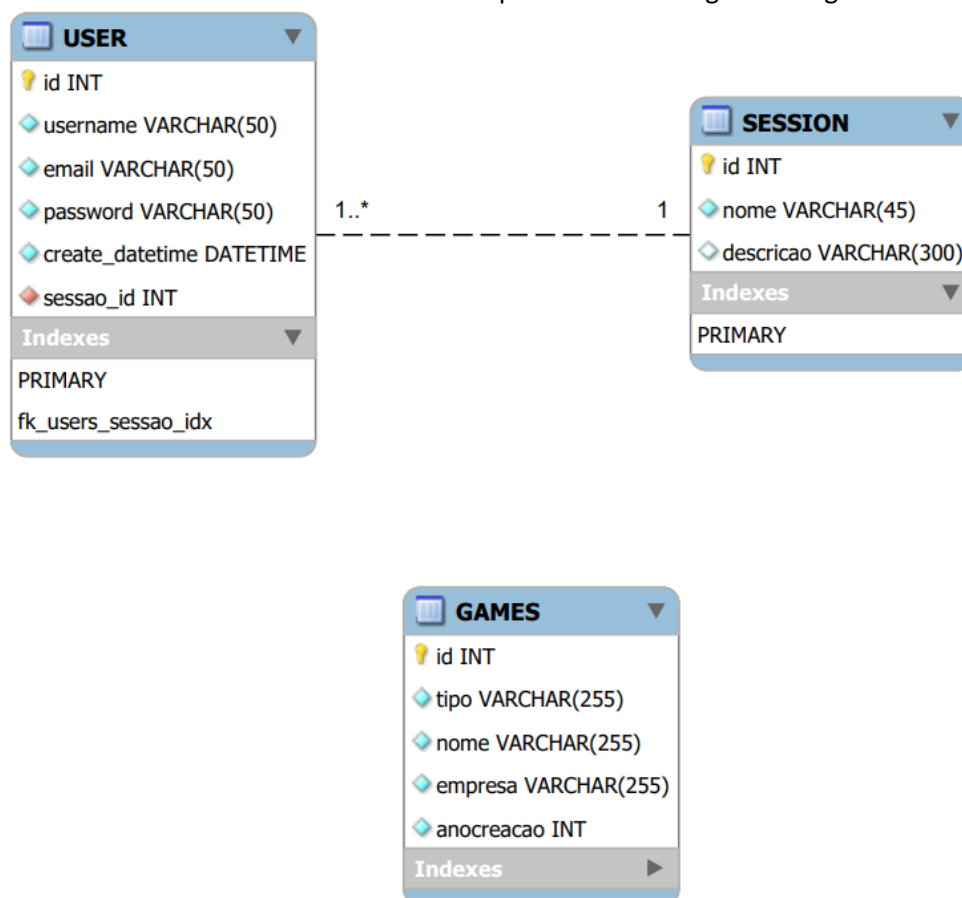 USER
id INT
username VARCHAR(50)
email VARCHAR(50)
password VARCHAR(50)
create_datetime DATETIME
sessao_id INT
Indexes
PRIMARY
fk_users_sessao_idx
1..*
1
SESSION
id INT
nome VARCHAR(45)
descricao VARCHAR(300)
Indexes
PRIMARY
GAMES
id INT
tipo VARCHAR(255)
nome VARCHAR(255)
empresa VARCHAR(255)
anocreacao INT
Indexes